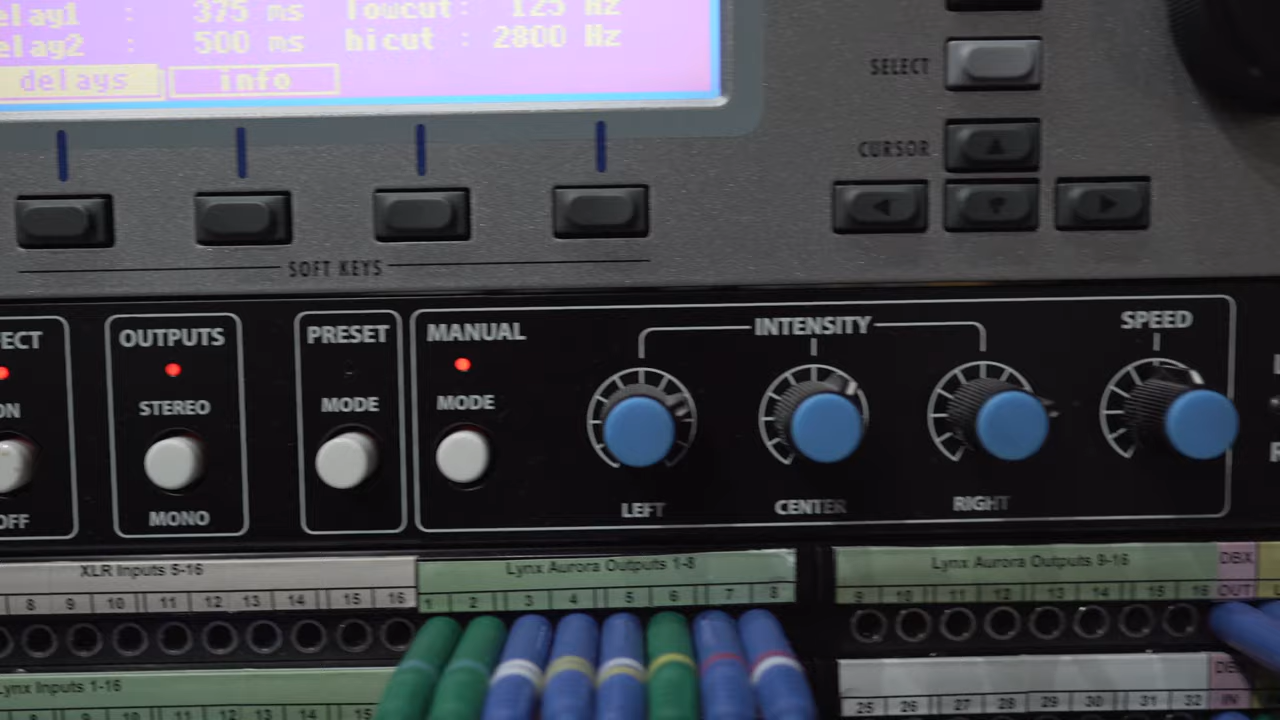 elay1 : 375 ms lowcut : 125 Hz
elay2 : 500 ms hicut : 2800 Hz
delays info
SELECT
CURSOR
SOFT KEYS
ECT
ON
OFF
OUTPUTS
STEREO
MONO
PRESET
MODE
MANUAL
MODE
INTENSITY
LEFT CENTER RIGHT
SPEED
XLR Inputs 5-16
8 9 10 11 12 13 14 15 16
Lynx Aurora Outputs 1-8
1 2 3 4 5 6 7 8
Lynx Aurora Outputs 9-16
9 10 11 12 13 14 15 16
DBX
OUT
Lynx Inputs 1-16
25 26 27 28 29 30 31 32
IN